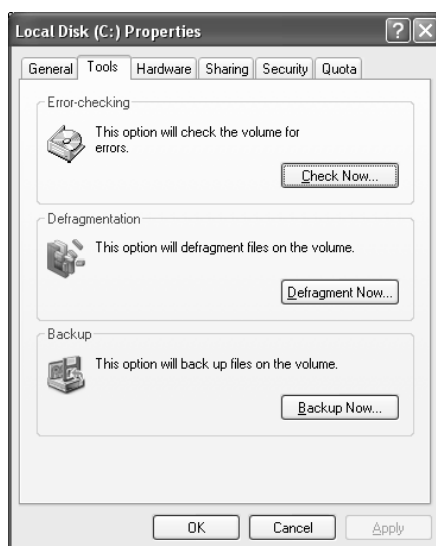 Local Disk (C:) Properties
General Tools Hardware Sharing Security Quota
Error-checking
This option will check the volume for
errors.
Check Now...
Defragmentation
This option will defragment files on the volume.
Defragment Now...
Backup
This option will back up files on the volume.
Backup Now...
OK Cancel Apply